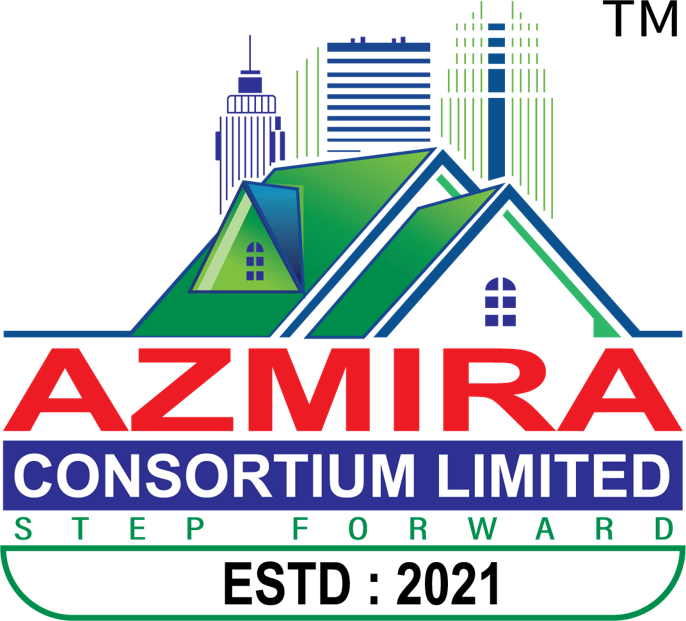 TM
AZMIRA
CONSORTIUM LIMITED
STEP FORWARD
ESTD : 2021